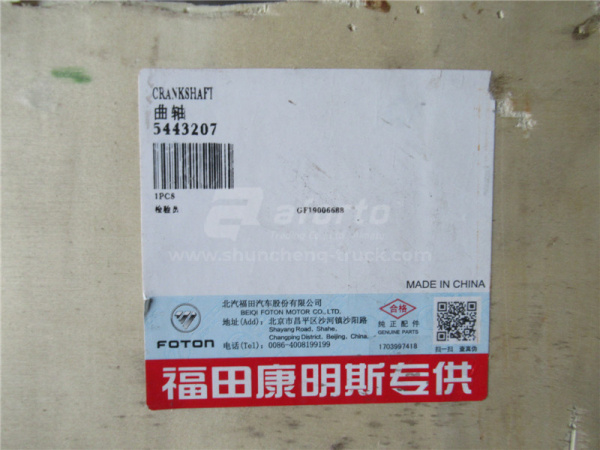 CRANKSHAFT
曲轴
5443207
1PCS
检验员
GF19006688
www.shuncheng-truck.com
MADE IN CHINA
北汽福田汽车股份有限公司
BEIQI FOTON MOTOR CO., LTD.
地址(Add): 北京市昌平区沙河镇沙阳路
Shayang Road, Shahe,
Changping District, Beijing, China.
电话(Tel): 0086-4008199199
FOTON
合格
纯正配件
GENUINE PARTS
1703997418
扫一扫 查真伪
福田康明斯专供